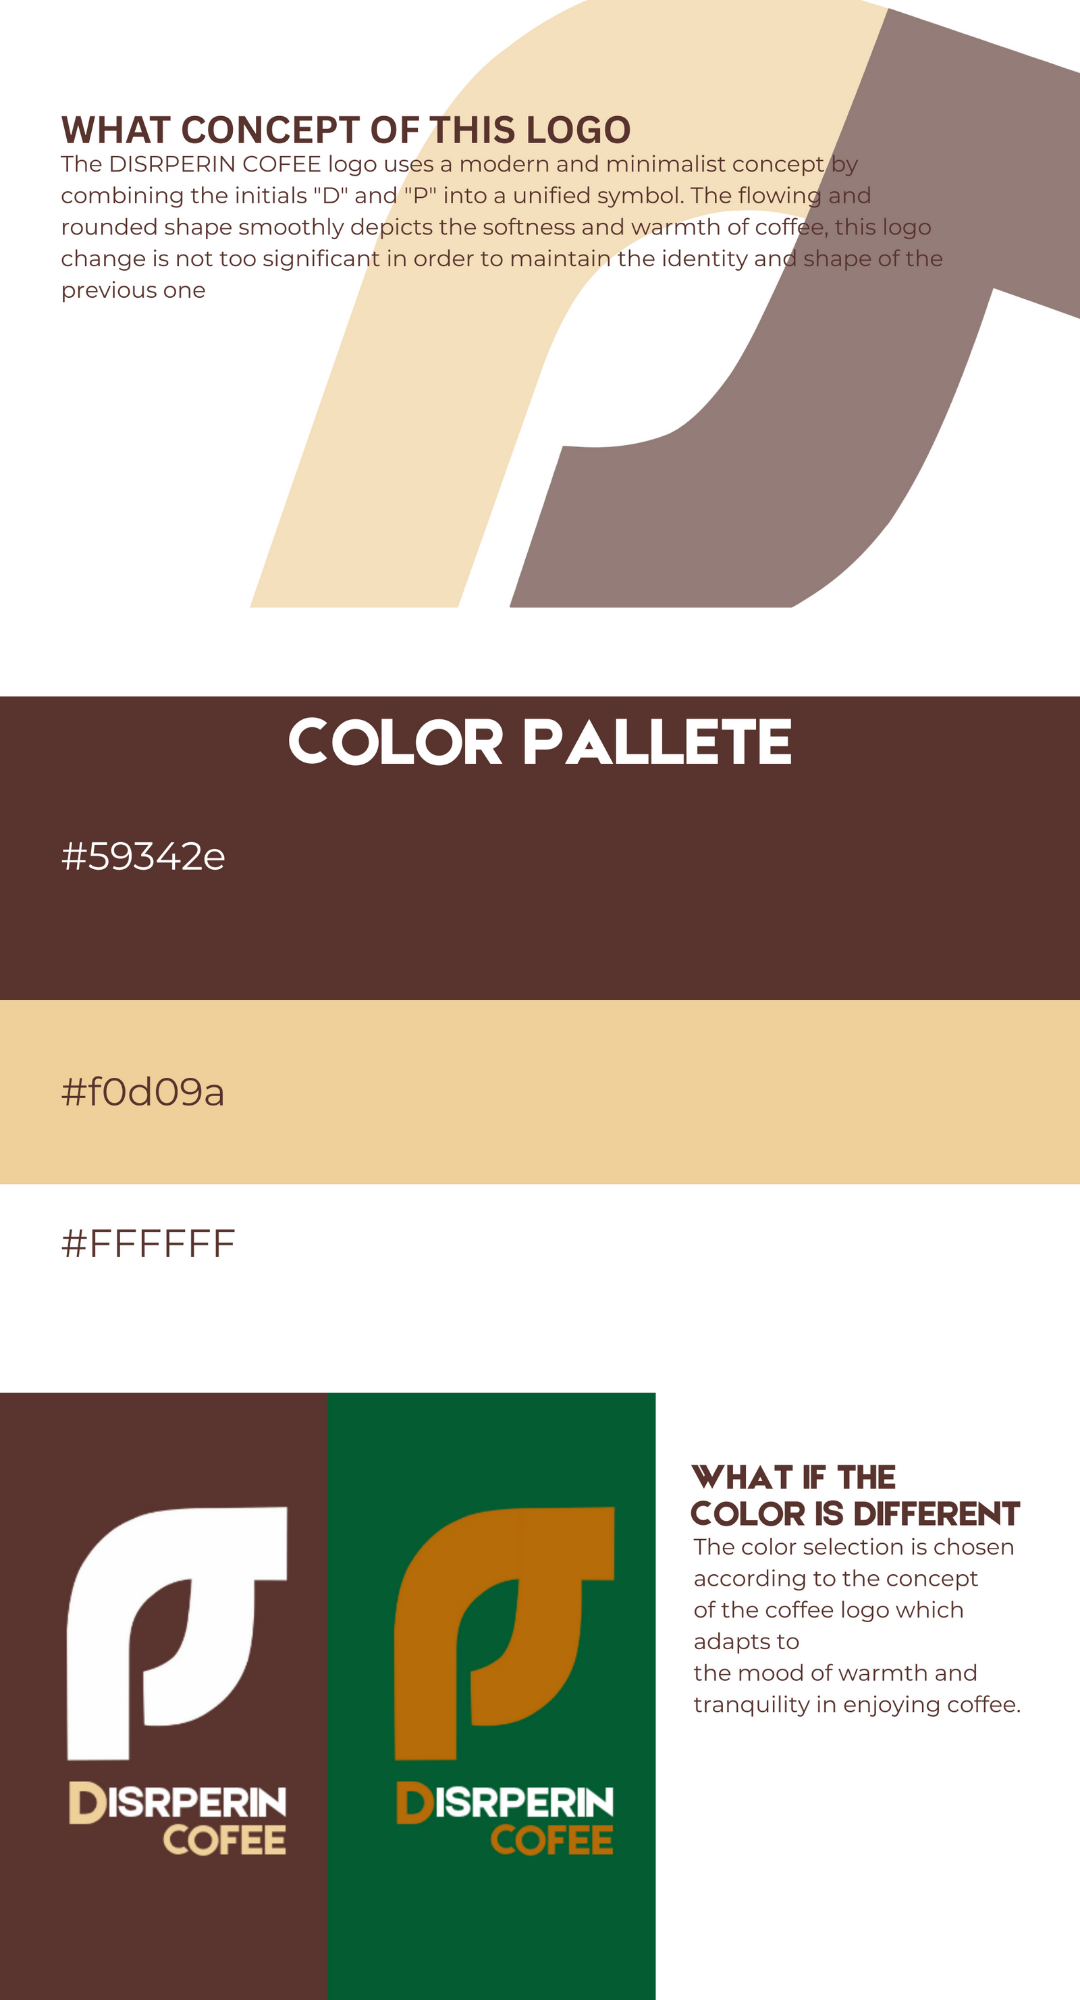 WHAT CONCEPT OF THIS LOGO
The DISRPERIN COFEE logo uses a modern and minimalist concept by
combining the initials "D" and "P" into a unified symbol. The flowing and
rounded shape smoothly depicts the softness and warmth of coffee, this logo
change is not too significant in order to maintain the identity and shape of the
previous one
COLOR PALLETE
#59342e
#f0d09a
#FFFFFF
DISRPERIN
COFEE
DISRPERIN
COFEE
WHAT IF THE
COLOR IS DIFFERENT
The color selection is chosen
according to the concept
of the coffee logo which
adapts to
the mood of warmth and
tranquility in enjoying coffee.